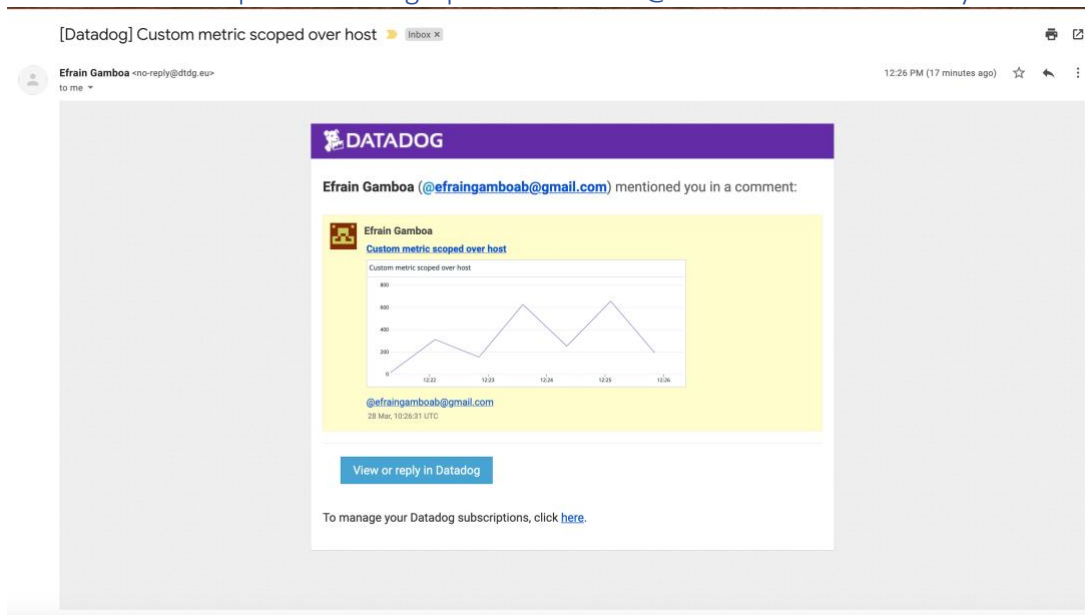 [Datadog] Custom metric scoped over host Inbox x
Efrain Gamboa <no-reply@dtdg.eu> 12:26 PM (17 minutes ago)
to me
DATADOG
Efrain Gamboa (@efraingamboab@gmail.com) mentioned you in a comment:
Efrain Gamboa
Custom metric scoped over host
Custom metric scoped over host
800
600
400
200
0
12:22 12:23 12:24 12:25 12:26
@efraingamboab@gmail.com
28 Mar, 10:26:31 UTC
View or reply in Datadog
To manage your Datadog subscriptions, click here.